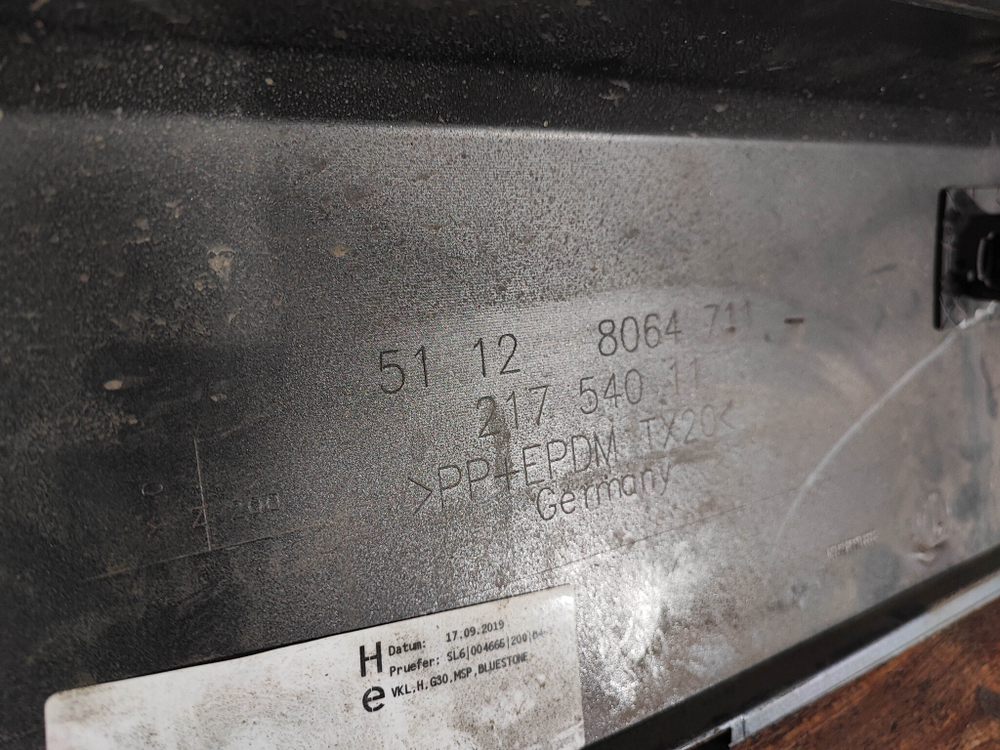 51 12 8064 711 -
217 540 11
>PP+EPDM TX20<
Germany
Z 200
H Datum: 17.09.2019
Pruefer: SL6|004666|200|04-
e VKL,H,G30,MSP,BLUESTONE